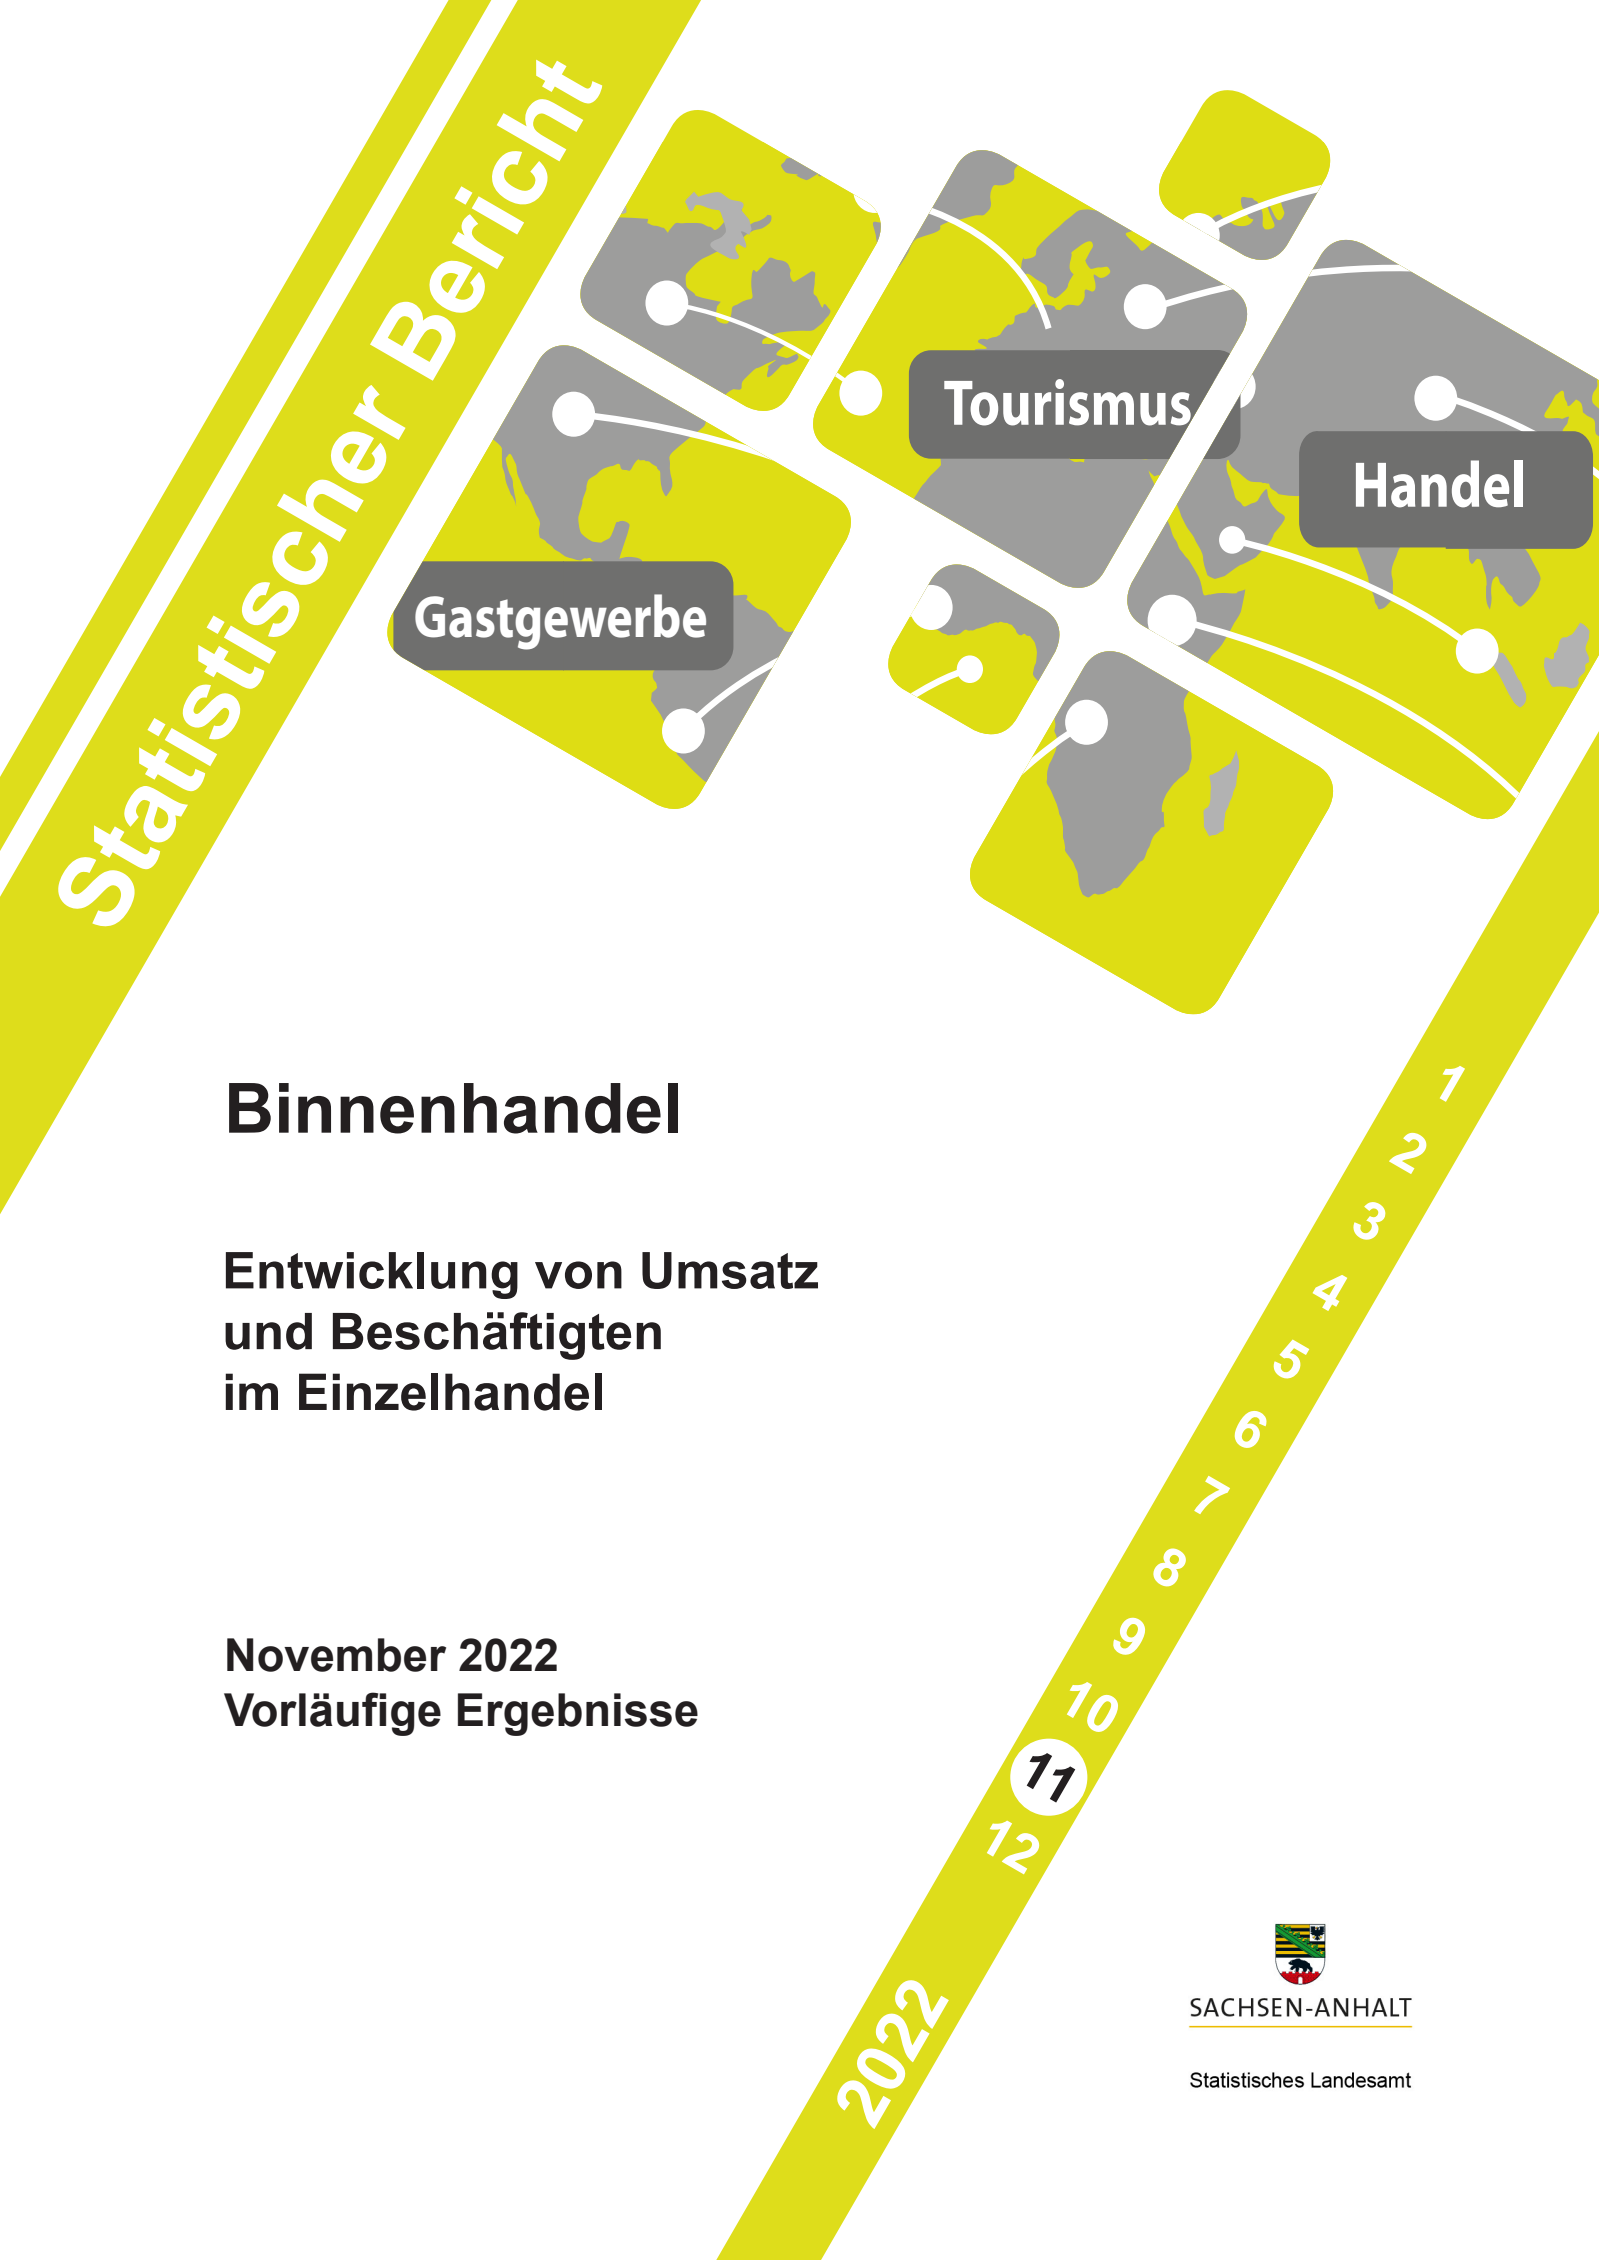 Statistischer Bericht
Tourismus
Handel
Gastgewerbe
Binnenhandel
Entwicklung von Umsatz
und Beschäftigten
im Einzelhandel
November 2022
Vorläufige Ergebnisse
1
2
3
4
5
6
7
8
9
10
11
12
2022
SACHSEN-ANHALT
Statistisches Landesamt